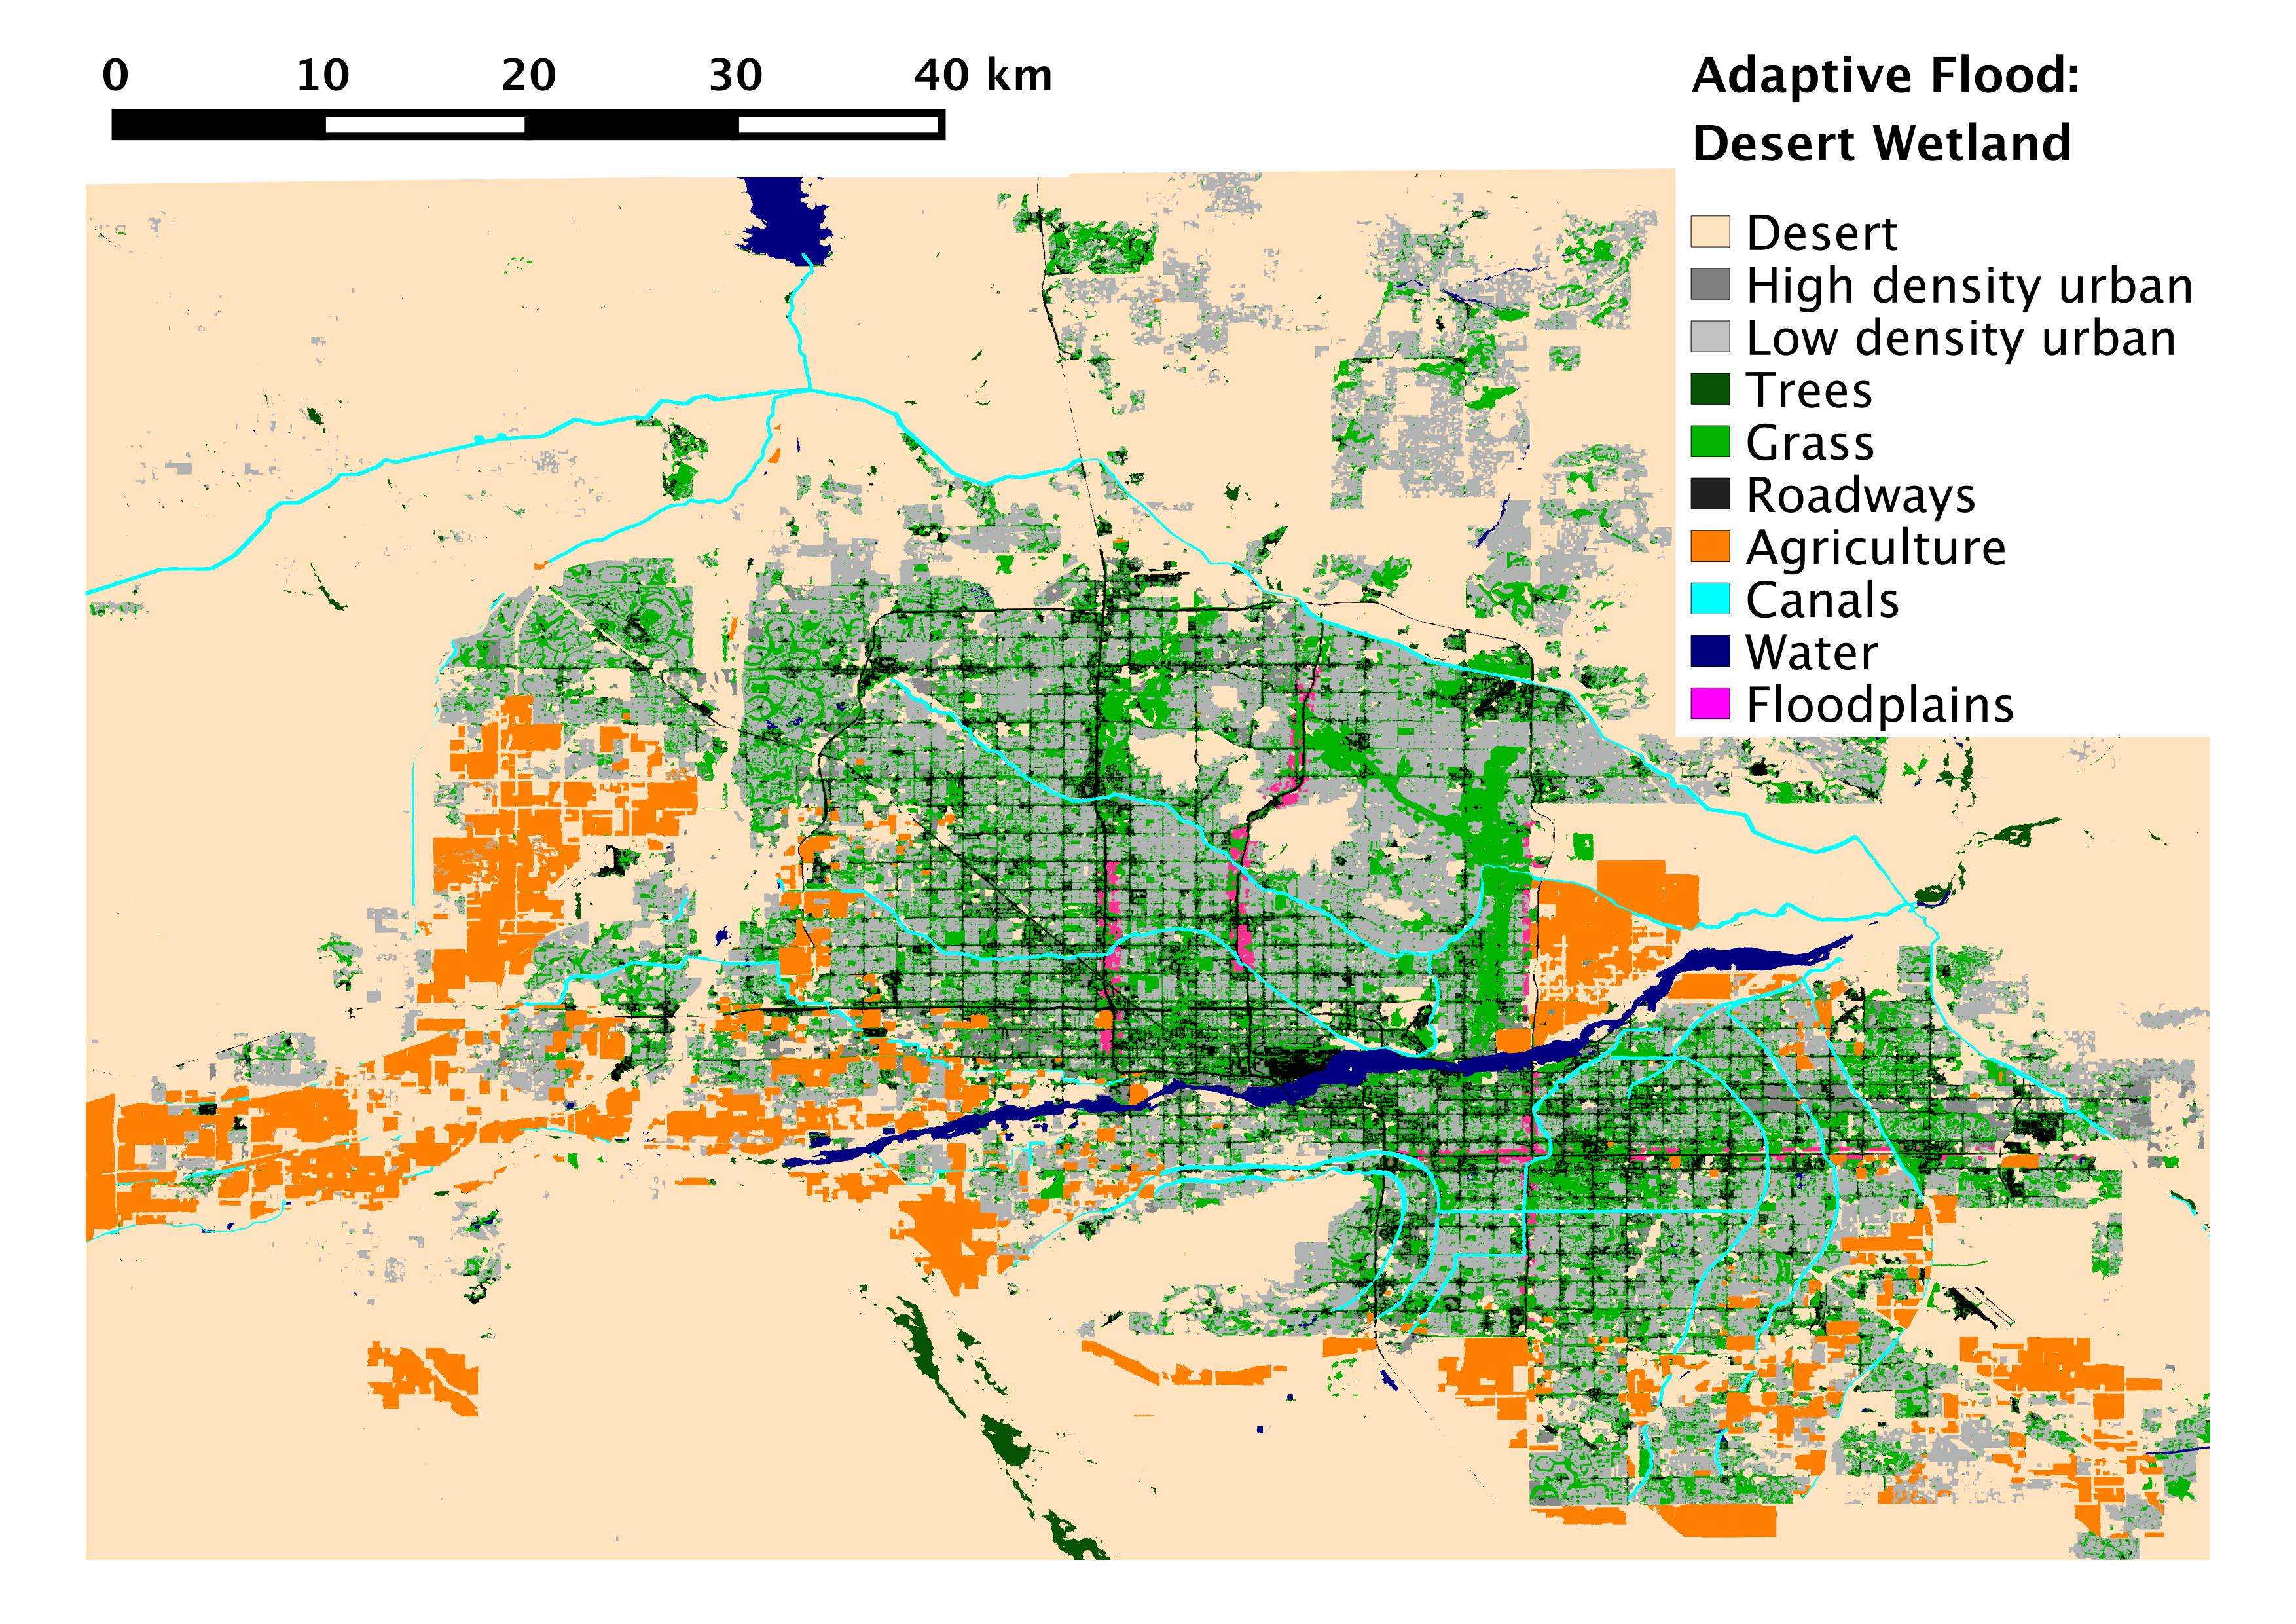 0 10 20 30 40 km
Adaptive Flood:
Desert Wetland
Desert
High density urban
Low density urban
Trees
Grass
Roadways
Agriculture
Canals
Water
Floodplains